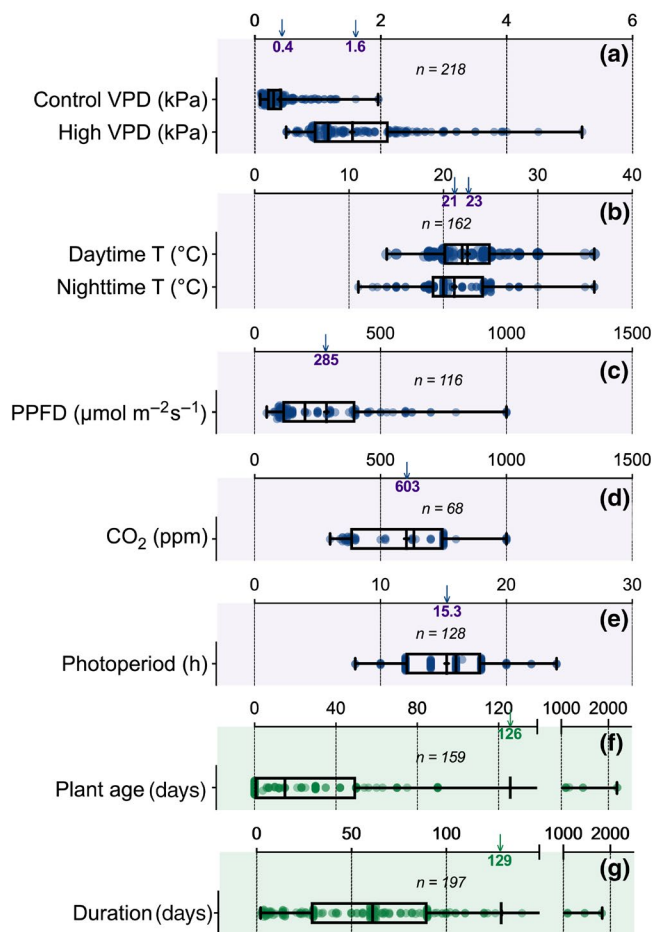 0 2 4 6
0.4 1.6 (a)
n = 218
Control VPD (kPa)
High VPD (kPa)
0 10 20 30 40
21 23 (b)
n = 162
Daytime T (°C)
Nighttime T (°C)
0 500 1000 1500
285 (c)
n = 116
PPFD (µmol m⁻²s⁻¹)
0 500 1000 1500
603 (d)
n = 68
CO₂ (ppm)
0 10 20 30
15.3 (e)
n = 128
Photoperiod (h)
0 40 80 120 1000 2000
126 (f)
n = 159
Plant age (days)
0 50 100 1000 2000
129 (g)
n = 197
Duration (days)